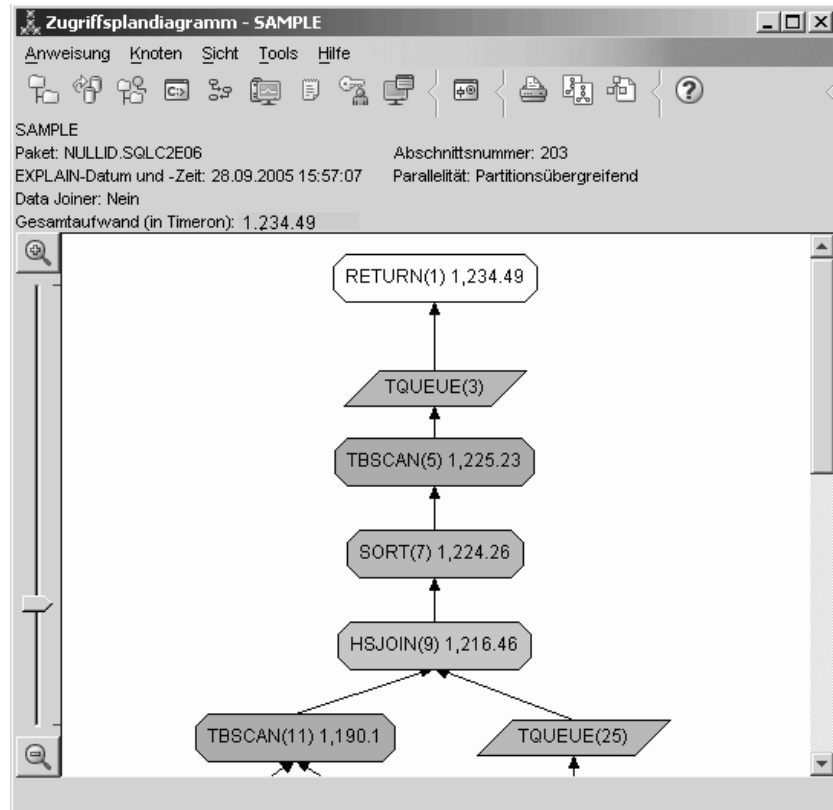 Zugriffsplandiagramm - SAMPLE
Anweisung Knoten Sicht Tools Hilfe
C:>
?
SAMPLE
Paket: NULLID.SQLC2E06 Abschnittsnummer: 203
EXPLAIN-Datum und -Zeit: 28.09.2005 15:57:07 Parallelität: Partitionsübergreifend
Data Joiner: Nein
Gesamtaufwand (in Timeron): 1.234.49
RETURN(1) 1,234.49
TQUEUE(3)
TBSCAN(5) 1,225.23
SORT(7) 1,224.26
HSJOIN(9) 1,216.46
TBSCAN(11) 1,190.1 TQUEUE(25)